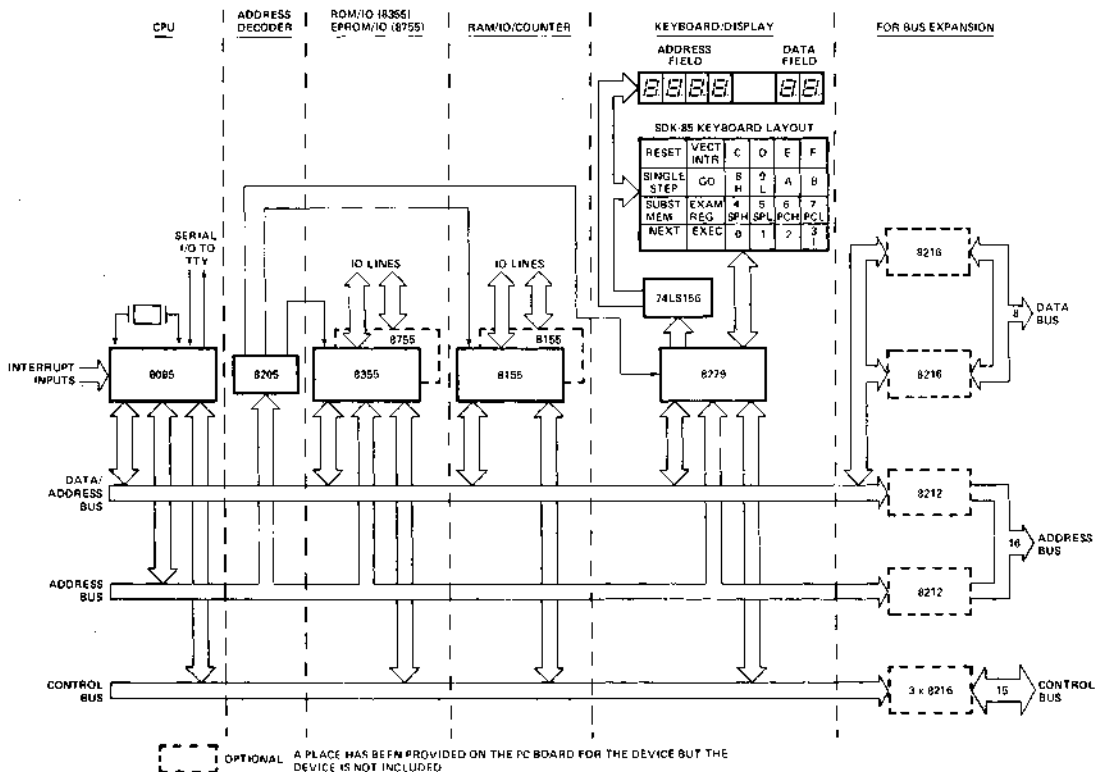 CPU
ADDRESS
DECODER
ROM/IO (8355)
EPROM/IO (8755)
RAM/IO/COUNTER
KEYBOARD/DISPLAY
FOR BUS EXPANSION
ADDRESS
FIELD
DATA
FIELD
SDK-85 KEYBOARD LAYOUT
RESET VECT INTR C D E F
SINGLE STEP GO 8 H 9 L A B
SUBST MEM EXAM REG 4 SPH 5 SPL 6 PCH 7 PCL
NEXT EXEC 0 1 2 3 I
SERIAL
I/O TO
TTY
IO LINES
IO LINES
74LS156
8216
8
DATA
BUS
8216
INTERRUPT
INPUTS
8085
8205
8755
8355
8155
8155
8279
DATA/
ADDRESS
BUS
8212
16
ADDRESS
BUS
ADDRESS
BUS
8212
CONTROL
BUS
3 x 8216
15
CONTROL
BUS
OPTIONAL A PLACE HAS BEEN PROVIDED ON THE PC BOARD FOR THE DEVICE BUT THE
DEVICE IS NOT INCLUDED